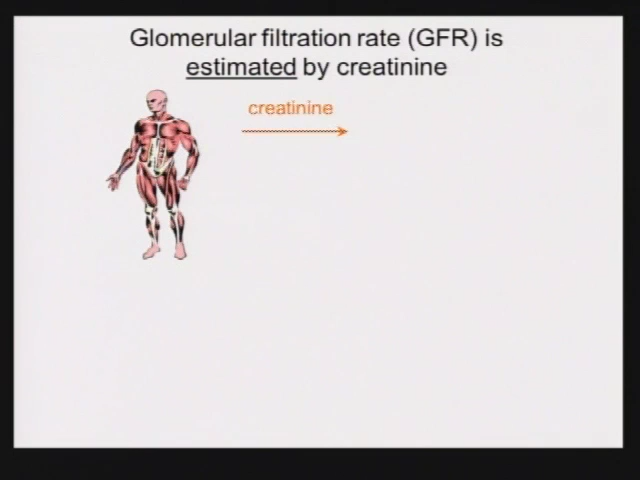 Glomerular filtration rate (GFR) is
estimated by creatinine
creatinine